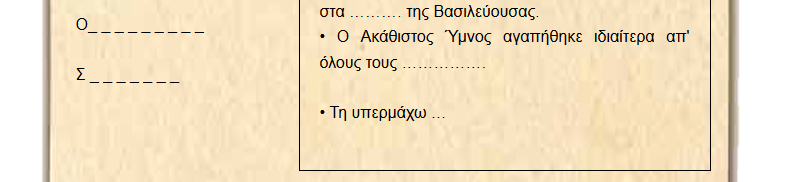 στα ………. της Βασιλεύουσας.
Ο_ _ _ _ _ _ _ _ _
• Ο Ακάθιστος Ύμνος αγαπήθηκε ιδιαίτερα απ'
όλους τους …………….
Σ _ _ _ _ _ _ _
• Τη υπερμάχω …